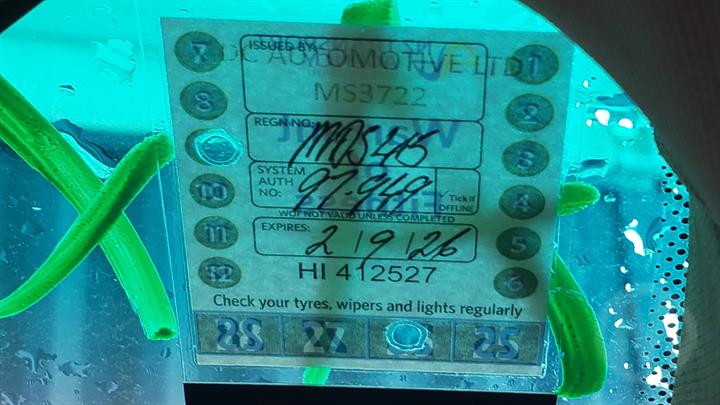 ISSUED BY:
DC AUTOMOTIVE LTD
MS3722
REGN NO:
MQS415
SYSTEM AUTH NO:
97-949
Tick if OFFLINE
WOF NOT VALID UNLESS COMPLETED
EXPIRES:
2 / 9 / 26
HI 412527
Check your tyres, wipers and lights regularly
7 1
8 2
3
10 4
11 5
12 6
28 27 25